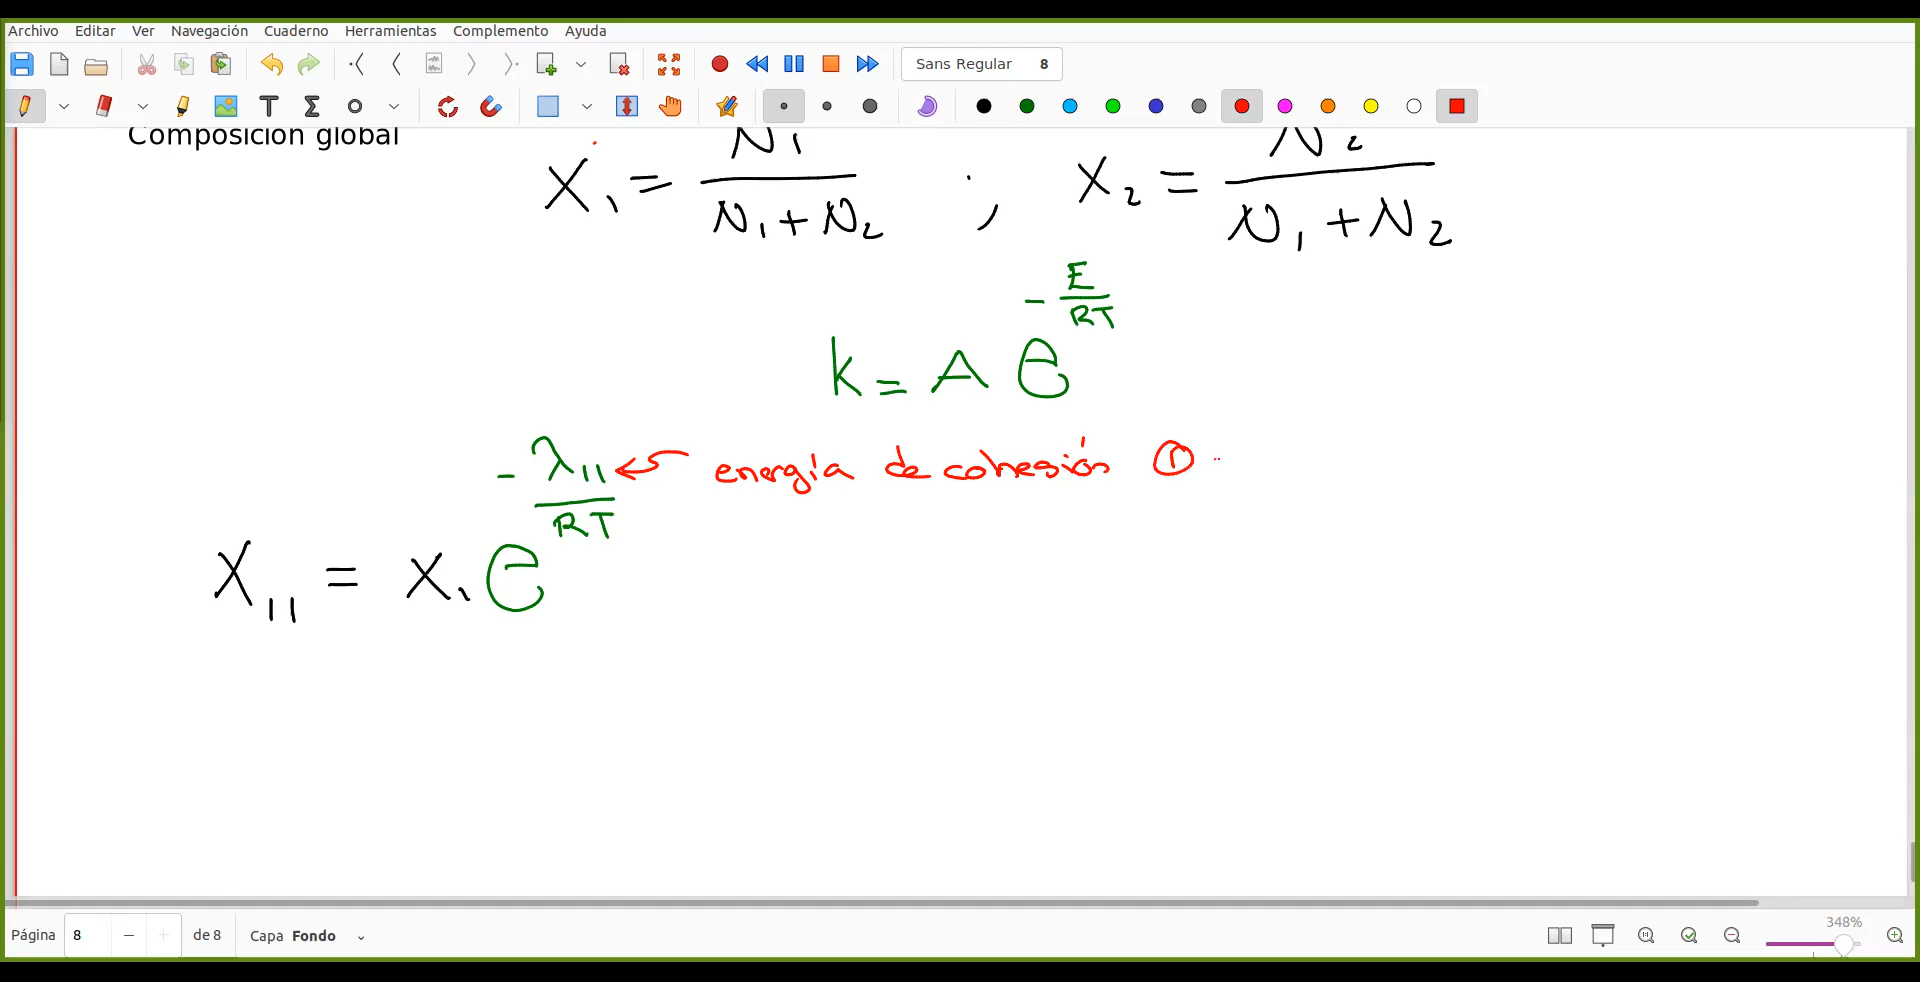 Archivo Editar Ver Navegación Cuaderno Herramientas Complemento Ayuda
Sans Regular 8
Composición global
X₁ = N₁ / (N₁ + N₂) ; X₂ = N₂ / (N₁ + N₂)
k = A e^(-E/RT)
energía de cohesión ①
X₁₁ = X₁ e^(-λ₁₁/RT)
Página 8 de 8 Capa Fondo 348%